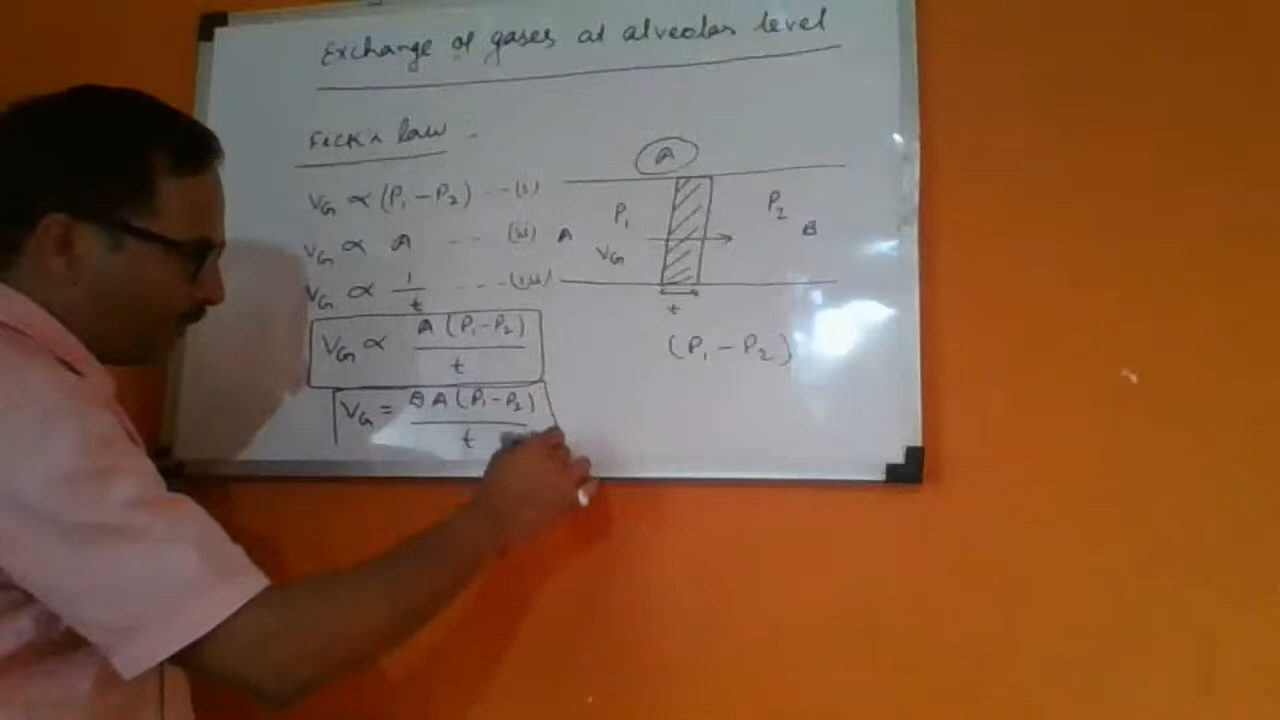 Exchange of gases at alveolar level
Fick's law :
VG ∝ (P1 - P2) --- (i)
VG ∝ A --- (ii)
VG ∝ 1/t --- (iii)
VG ∝ A (P1-P2) / t
VG = D A (P1-P2) / t
A
P1
P2
A
B
VG
t
(P1 - P2)